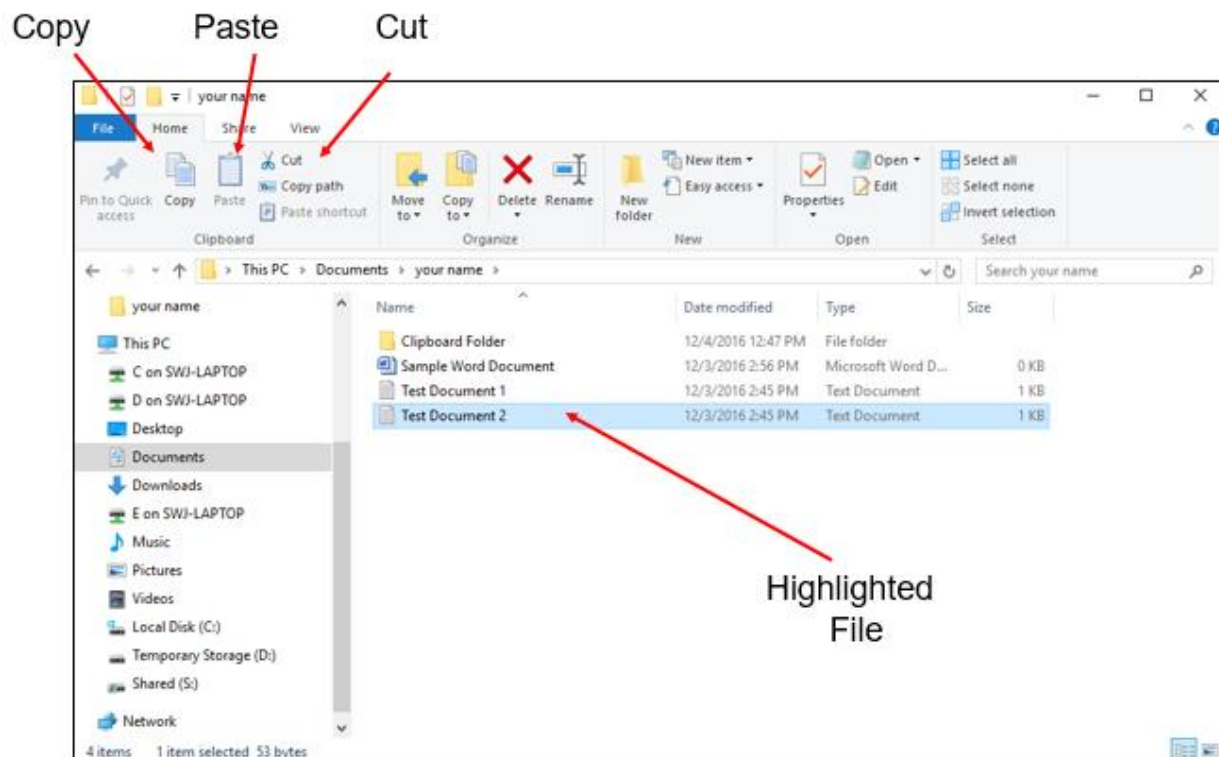 Copy Paste Cut
your name
File Home Share View
Pin to Quick access Copy Paste Cut Copy path Paste shortcut
Move to Copy to Delete Rename
New folder New item Easy access
Properties Open Edit
Select all Select none Invert selection
Clipboard Organize New Open Select
This PC > Documents > your name > Search your name
your name
This PC
C on SWJ-LAPTOP
D on SWJ-LAPTOP
Desktop
Documents
Downloads
E on SWJ-LAPTOP
Music
Pictures
Videos
Local Disk (C:)
Temporary Storage (D:)
Shared (S:)
Network
Name Date modified Type Size
Clipboard Folder 12/4/2016 12:47 PM File folder
Sample Word Document 12/3/2016 2:56 PM Microsoft Word D... 0 KB
Test Document 1 12/3/2016 2:45 PM Text Document 1 KB
Test Document 2 12/3/2016 2:45 PM Text Document 1 KB
Highlighted
File
4 items 1 item selected 53 bytes